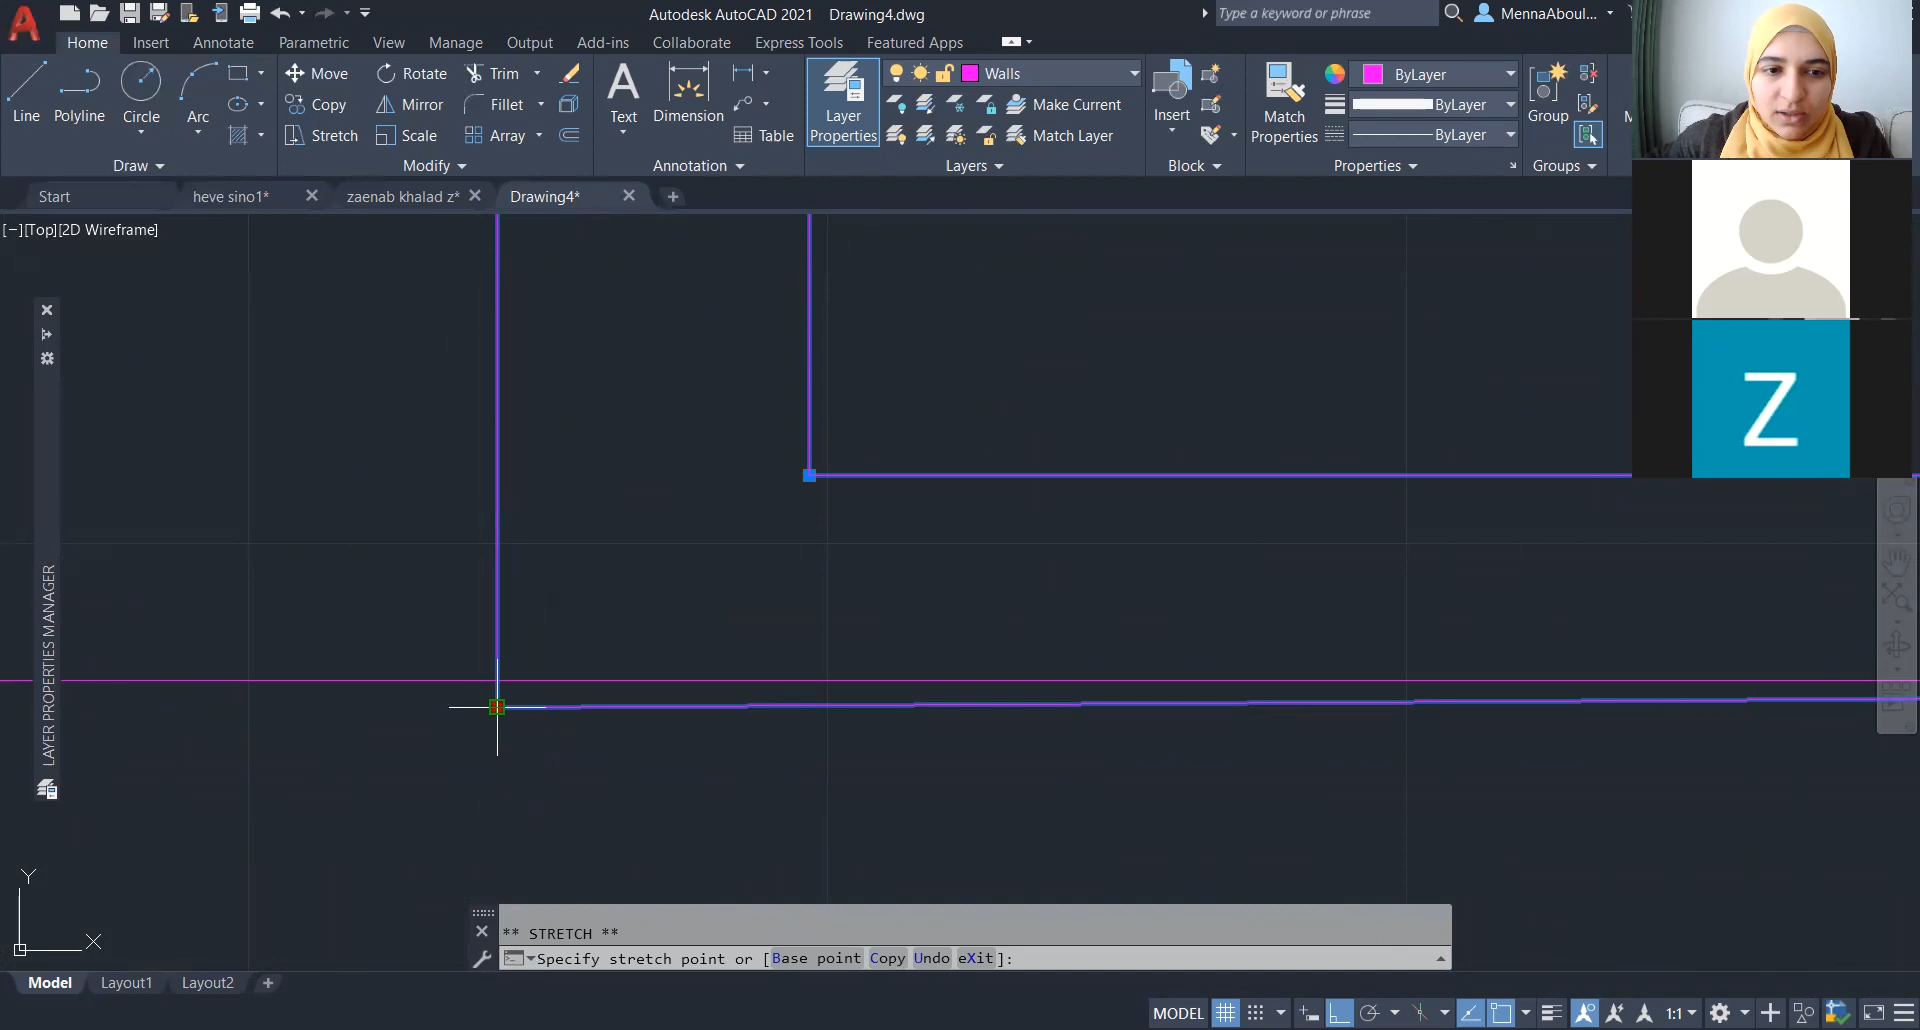 Autodesk AutoCAD 2021 Drawing4.dwg
Type a keyword or phrase
MennaAboul...
Home Insert Annotate Parametric View Manage Output Add-ins Collaborate Express Tools Featured Apps
Line Polyline Circle Arc
Move Rotate Trim
Copy Mirror Fillet
Stretch Scale Array
Text Dimension
Table
Layer Properties
Walls
Make Current
Match Layer
Insert
Match Properties
ByLayer
ByLayer
ByLayer
Group
Draw Modify Annotation Layers Block Properties Groups
Start heve sino1* zaenab khalad z* Drawing4*
[−][Top][2D Wireframe]
Z
LAYER PROPERTIES MANAGER
Y
X
** STRETCH **
Specify stretch point or [Base point Copy Undo eXit]:
Model Layout1 Layout2
MODEL 1:1